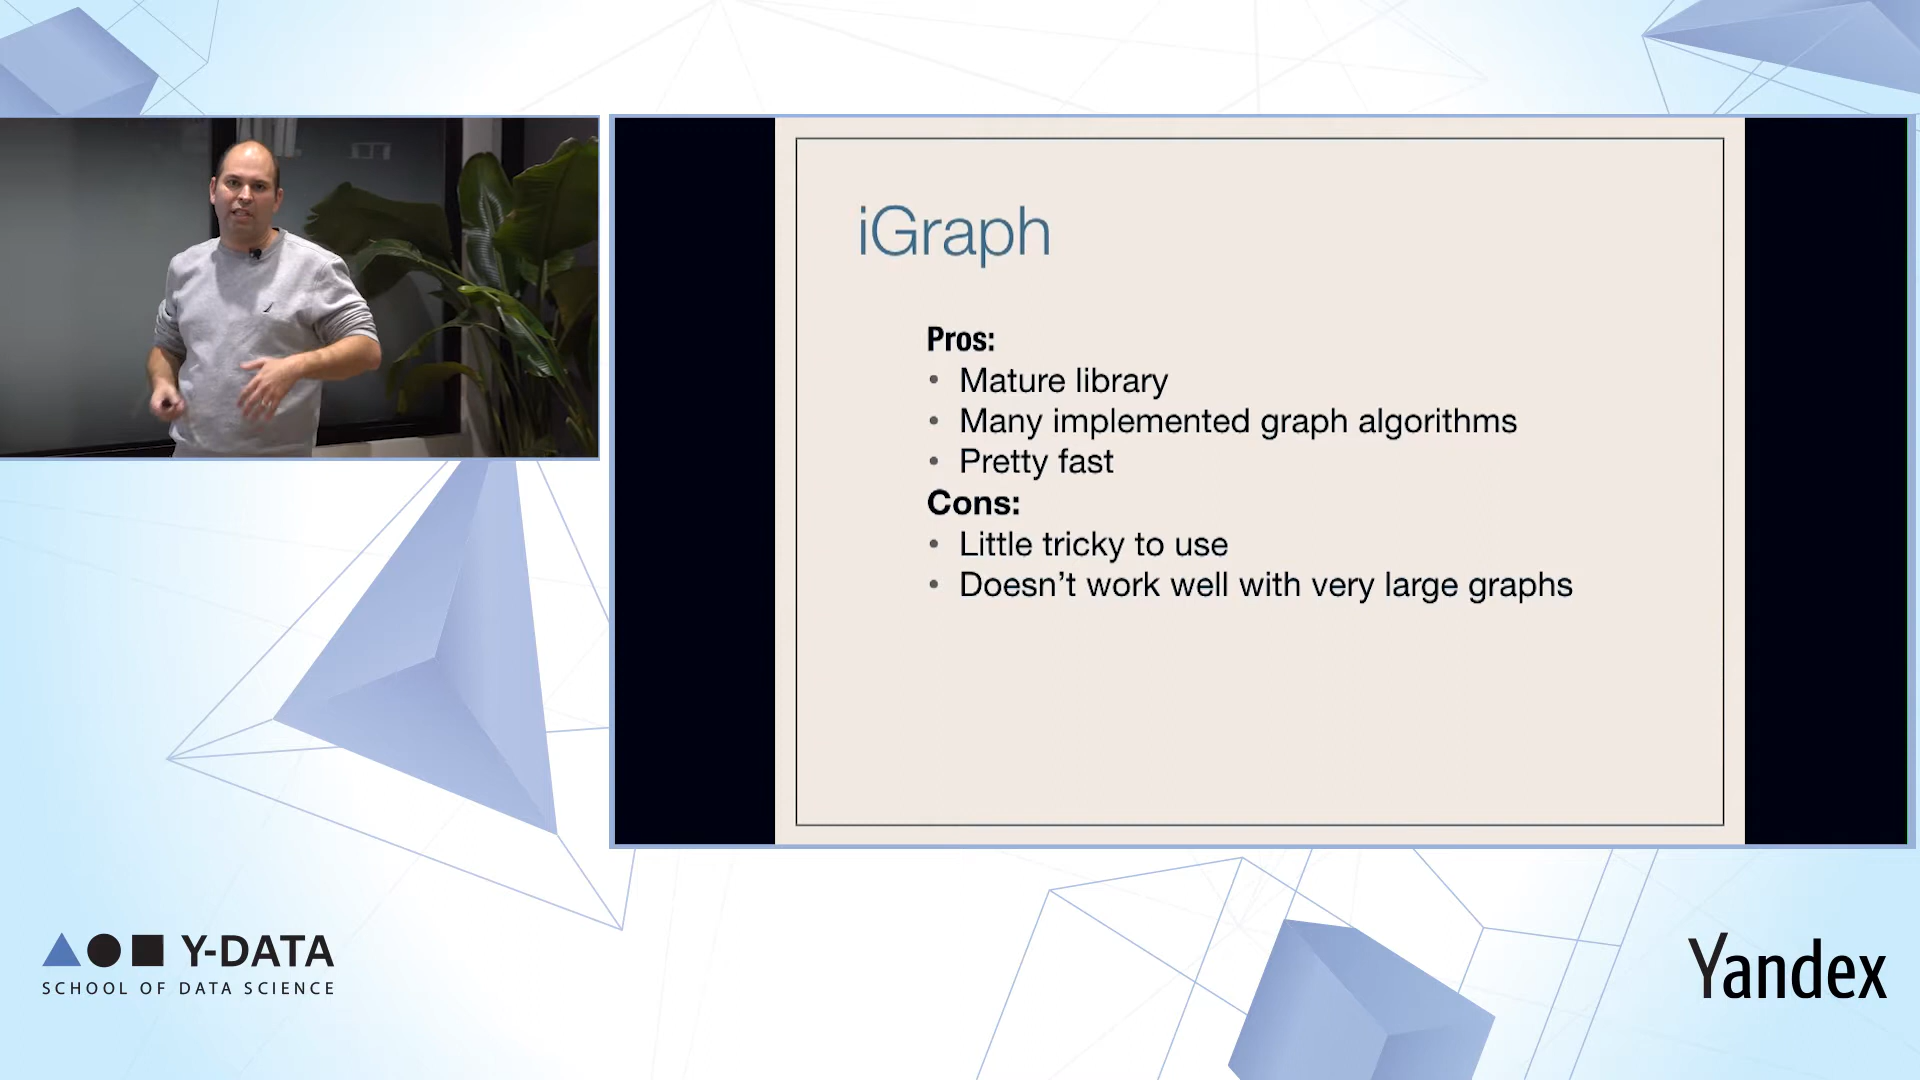 iGraph
Pros:
• Mature library
• Many implemented graph algorithms
• Pretty fast
Cons:
• Little tricky to use
• Doesn't work well with very large graphs
Y-DATA
SCHOOL OF DATA SCIENCE
Yandex